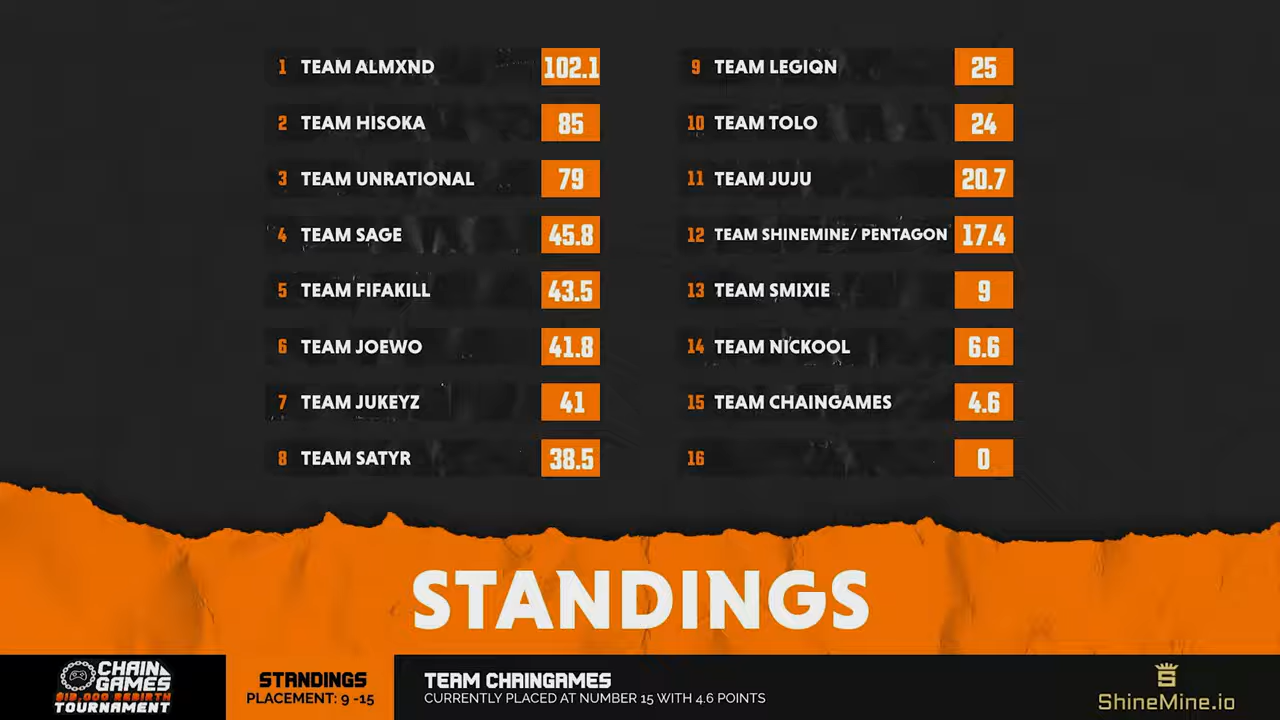 1 TEAM ALMXND 102.1
2 TEAM HISOKA 85
3 TEAM UNRATIONAL 79
4 TEAM SAGE 45.8
5 TEAM FIFAKILL 43.5
6 TEAM JOEWO 41.8
7 TEAM JUKEYZ 41
8 TEAM SATYR 38.5
9 TEAM LEGIQN 25
10 TEAM TOLO 24
11 TEAM JUJU 20.7
12 TEAM SHINEMINE/ PENTAGON 17.4
13 TEAM SMIXIE 9
14 TEAM NICKOOL 6.6
15 TEAM CHAINGAMES 4.6
16 0
STANDINGS
CHAIN
GAMES
$10,000 REBIRTH
TOURNAMENT
STANDINGS
PLACEMENT: 9 -15
TEAM CHAINGAMES
CURRENTLY PLACED AT NUMBER 15 WITH 4.6 POINTS
S
ShineMine.io